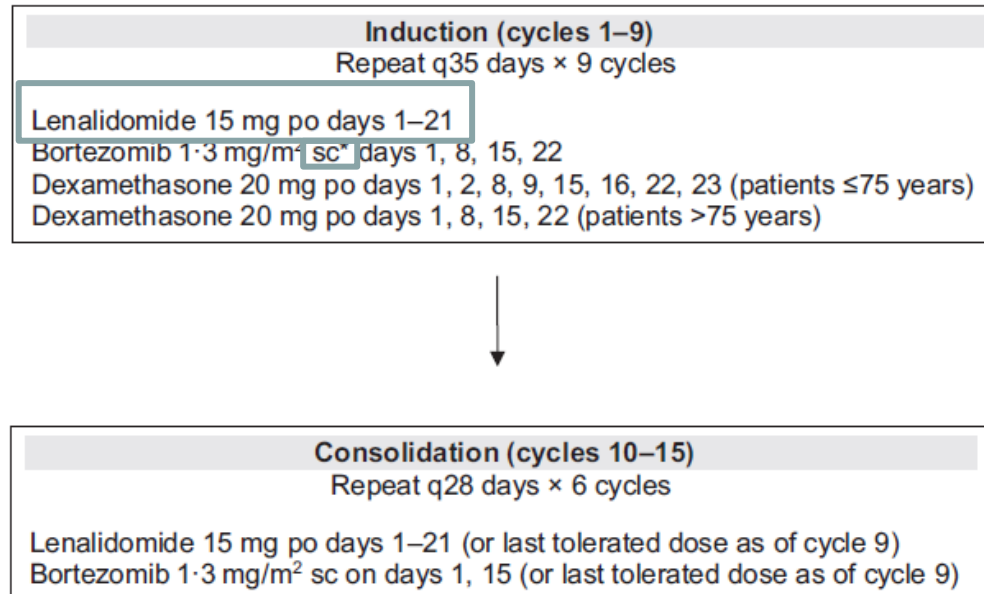 Induction (cycles 1–9)
Repeat q35 days × 9 cycles
Lenalidomide 15 mg po days 1–21
Bortezomib 1·3 mg/m² sc* days 1, 8, 15, 22
Dexamethasone 20 mg po days 1, 2, 8, 9, 15, 16, 22, 23 (patients ≤75 years)
Dexamethasone 20 mg po days 1, 8, 15, 22 (patients >75 years)
Consolidation (cycles 10–15)
Repeat q28 days × 6 cycles
Lenalidomide 15 mg po days 1–21 (or last tolerated dose as of cycle 9)
Bortezomib 1·3 mg/m² sc on days 1, 15 (or last tolerated dose as of cycle 9)